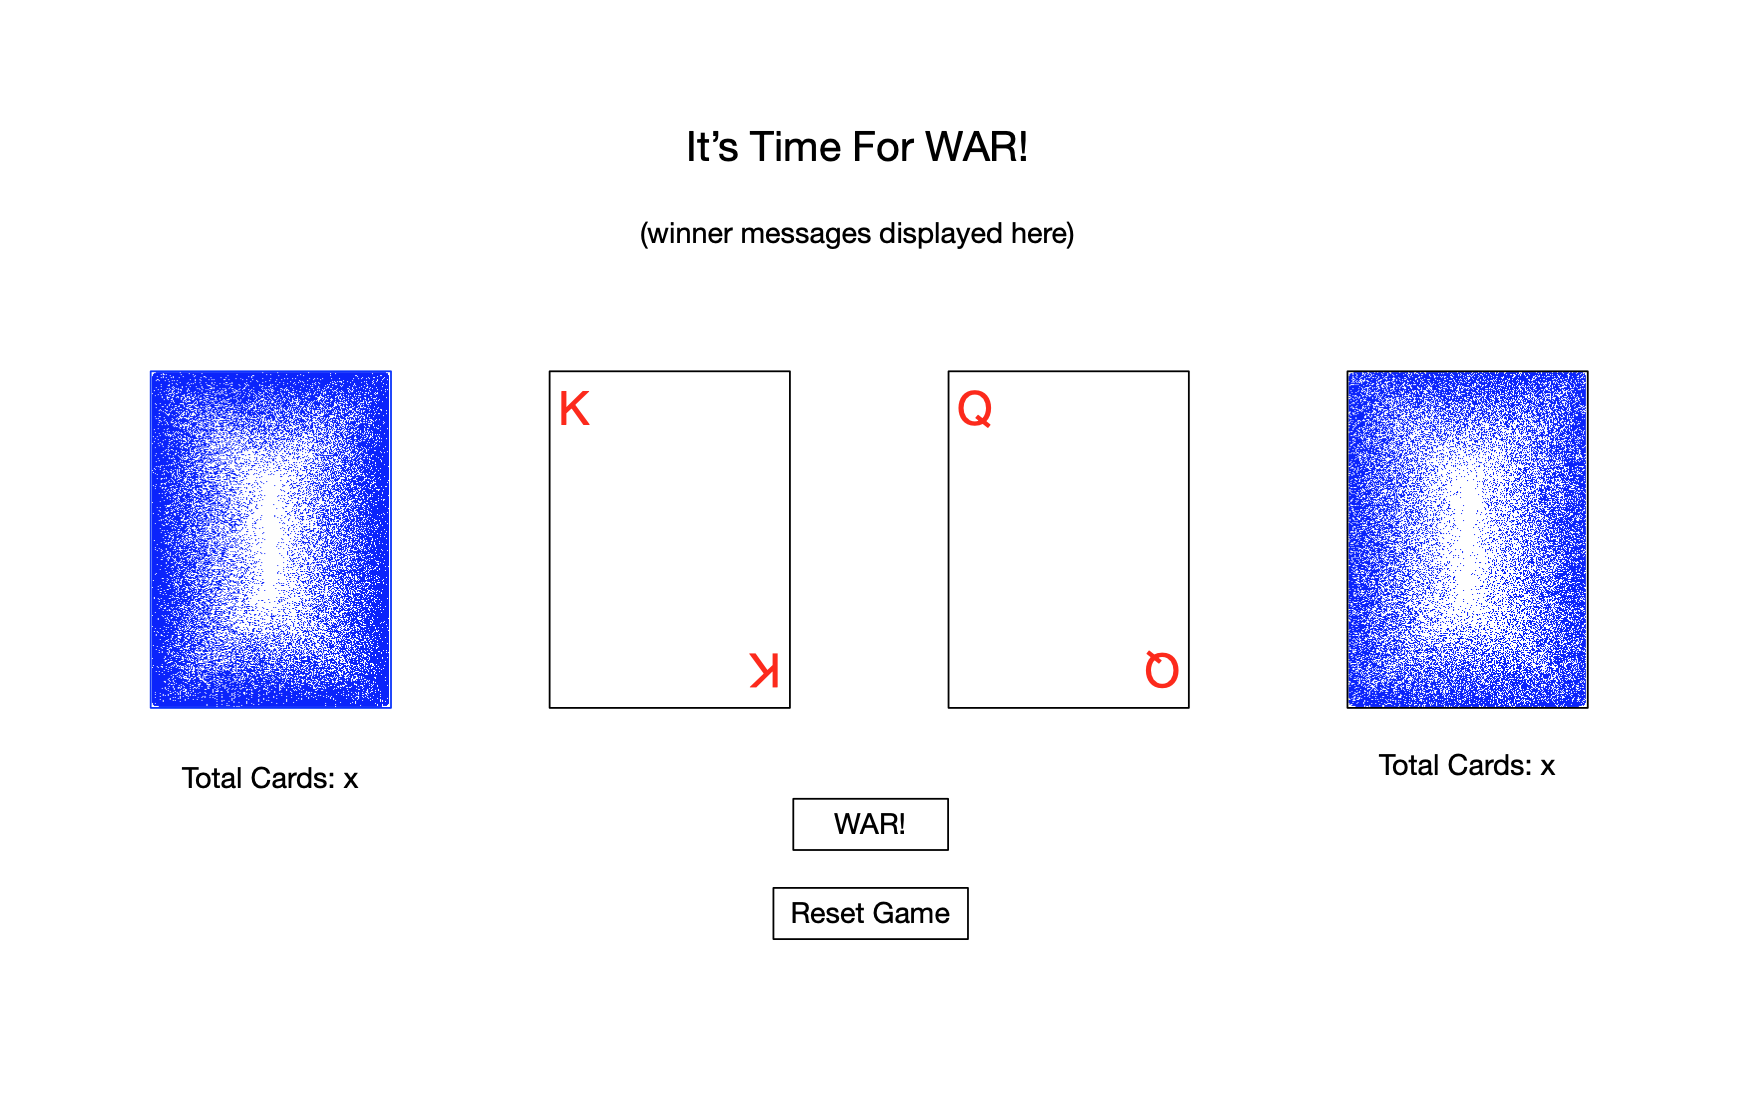 It’s Time For WAR!
(winner messages displayed here)
K
K
Q
Q
Total Cards: x
Total Cards: x
WAR!
Reset Game